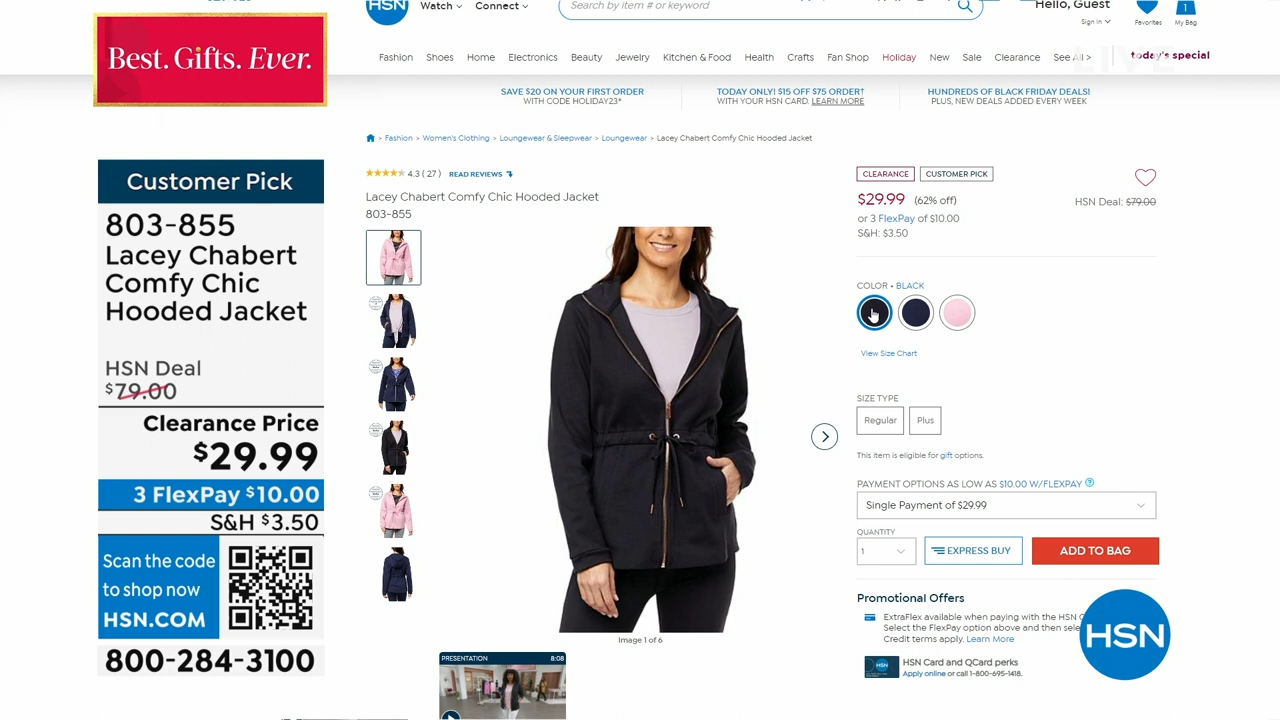 HSN
Watch
Connect
Search by item # or keyword
Hello, Guest
Sign In
Favorites
1
My Bag
Best. Gifts. Ever.
Fashion Shoes Home Electronics Beauty Jewelry Kitchen & Food Health Crafts Fan Shop Holiday New Sale Clearance See All >
today's special
LIVE
SAVE $20 ON YOUR FIRST ORDER
WITH CODE HOLIDAY23*
TODAY ONLY! $15 OFF $75 ORDER†
WITH YOUR HSN CARD. LEARN MORE
HUNDREDS OF BLACK FRIDAY DEALS!
PLUS, NEW DEALS ADDED EVERY WEEK
> Fashion > Women's Clothing > Loungewear & Sleepwear > Loungewear > Lacey Chabert Comfy Chic Hooded Jacket
Customer Pick
803-855
Lacey Chabert
Comfy Chic
Hooded Jacket
HSN Deal
$79.00
Clearance Price
$29.99
3 FlexPay $10.00
S&H $3.50
Scan the code
to shop now
HSN.COM
800-284-3100
4.3 ( 27 ) READ REVIEWS
Lacey Chabert Comfy Chic Hooded Jacket
803-855
Image 1 of 6
PRESENTATION 8:08
CLEARANCE CUSTOMER PICK
$29.99 (62% off)
HSN Deal: $79.00
or 3 FlexPay of $10.00
S&H: $3.50
COLOR • BLACK
View Size Chart
SIZE TYPE
Regular Plus
This item is eligible for gift options.
PAYMENT OPTIONS AS LOW AS $10.00 W/FLEXPAY ?
Single Payment of $29.99
QUANTITY
1
EXPRESS BUY
ADD TO BAG
Promotional Offers
ExtraFlex available when paying with the HSN
Select the FlexPay option above and then
Credit terms apply. Learn More
HSN
HSN Card and QCard perks
Apply online or call 1-800-695-1418.
HSN